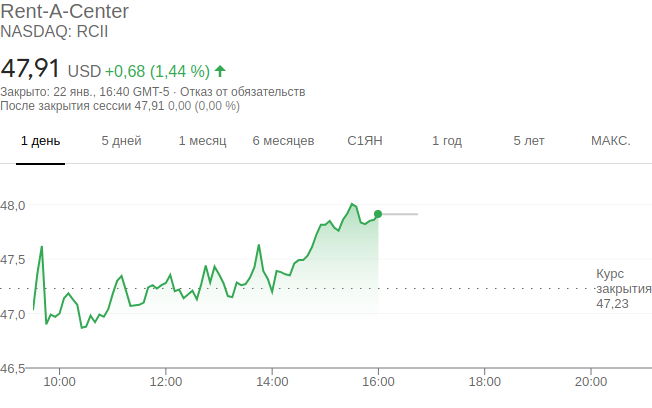 Rent-A-Center
NASDAQ: RCII
47,91 USD +0,68 (1,44 %)
Закрыто: 22 янв., 16:40 GMT-5 · Отказ от обязательств
После закрытия сессии 47,91 0,00 (0,00 %)
1 день 5 дней 1 месяц 6 месяцев С1ЯН 1 год 5 лет МАКС.
48,0
47,5
Курс
закрытия
47,23
47,0
46,5
10:00 12:00 14:00 16:00 18:00 20:00